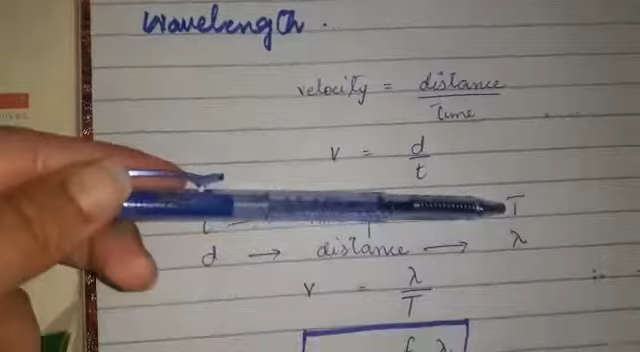 Wavelength .
velocity = distance / Time
v = d / t
T
d → distance → λ
v = λ / T
f λ